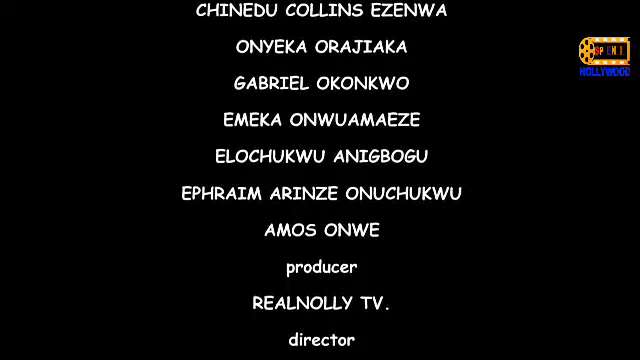 CHINEDU COLLINS EZENWA
ONYEKA ORAJIAKA
GABRIEL OKONKWO
EMEKA ONWUAMAEZE
ELOCHUKWU ANIGBOGU
EPHRAIM ARINZE ONUCHUKWU
AMOS ONWE
producer
REALNOLLY TV.
director
NOLLYWOOD